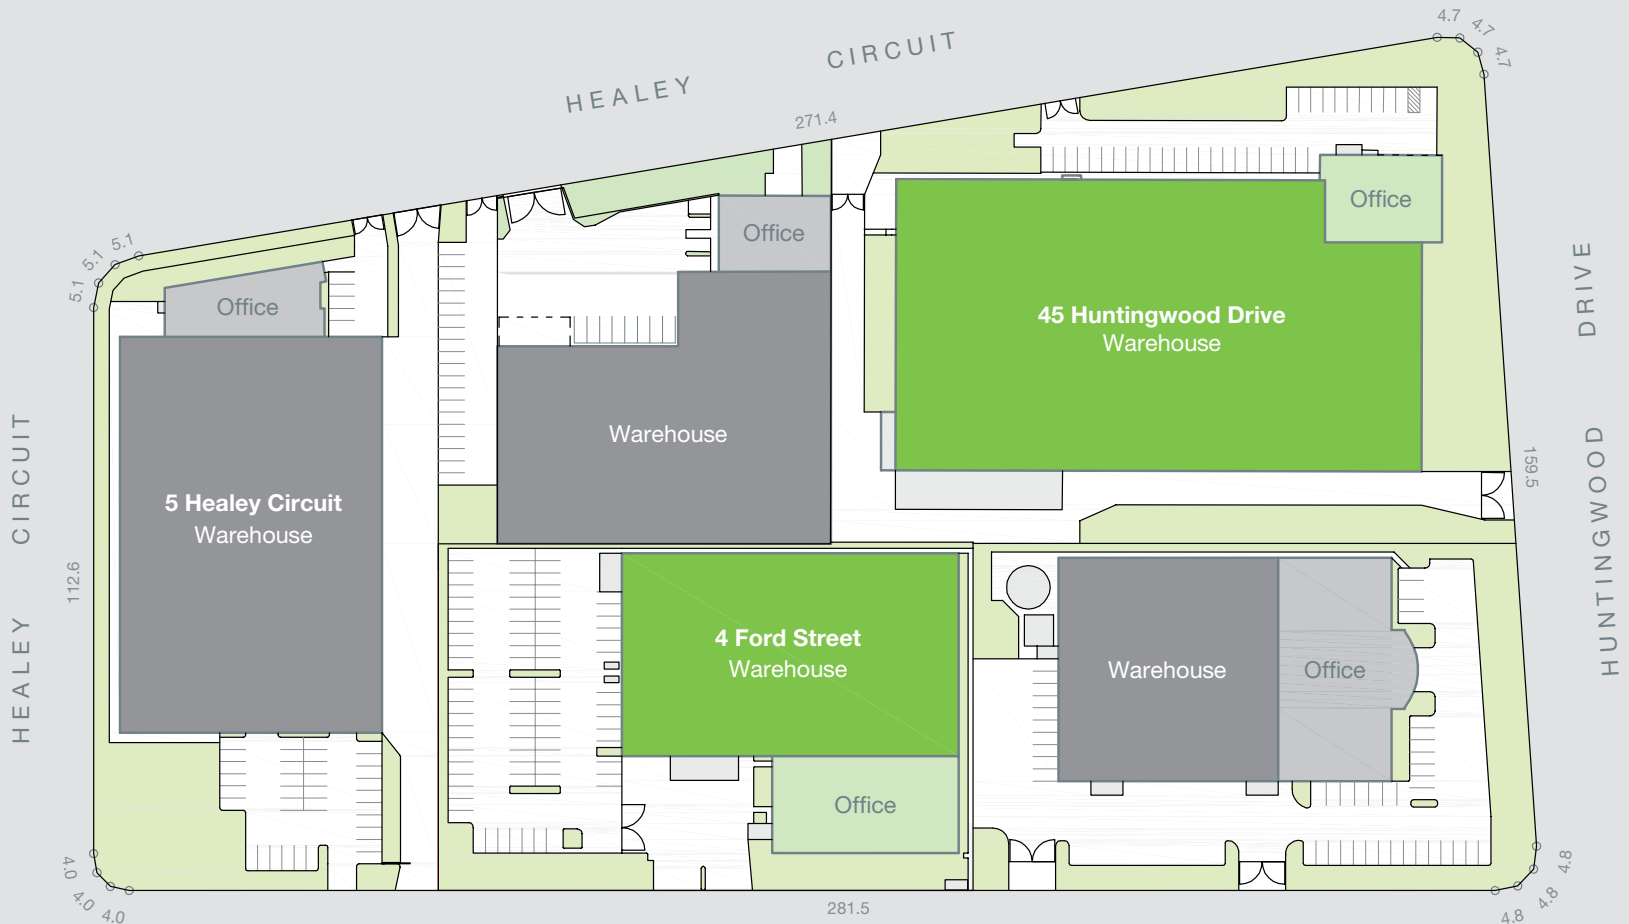 4.7
4.7
4.7
HEALEY CIRCUIT
271.4
5.1
5.1
5.1
Office
Office
Office
45 Huntingwood Drive
Warehouse
HUNTINGWOOD DRIVE
159.5
Warehouse
5 Healey Circuit
Warehouse
HEALEY CIRCUIT
112.6
4 Ford Street
Warehouse
Office
Warehouse
Office
4.0
4.0
4.0
281.5
4.8
4.8
4.8